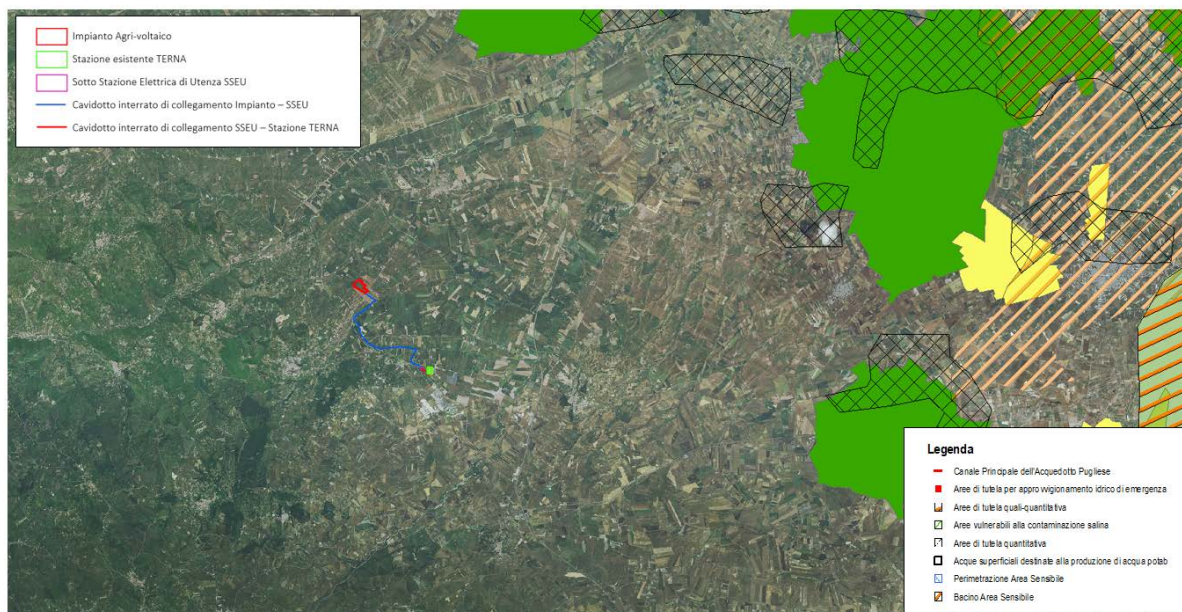 Impianto Agri-voltaico
Stazione esistente TERNA
Sotto Stazione Elettrica di Utenza SSEU
Cavidotto interrato di collegamento Impianto – SSEU
Cavidotto interrato di collegamento SSEU – Stazione TERNA
Legenda
Canale Principale dell'Acquedotto Pugliese
Aree di tutela per appro vvigionamento idrico di emergenza
Aree di tutela quali-quantitativa
Aree vulnerabili alla contaminazione salina
Aree di tutela quantitativa
Acque superficiali destinate alla produzione di acqua potab
Perimetrazione Area Sensibile
Bacino Area Sensibile